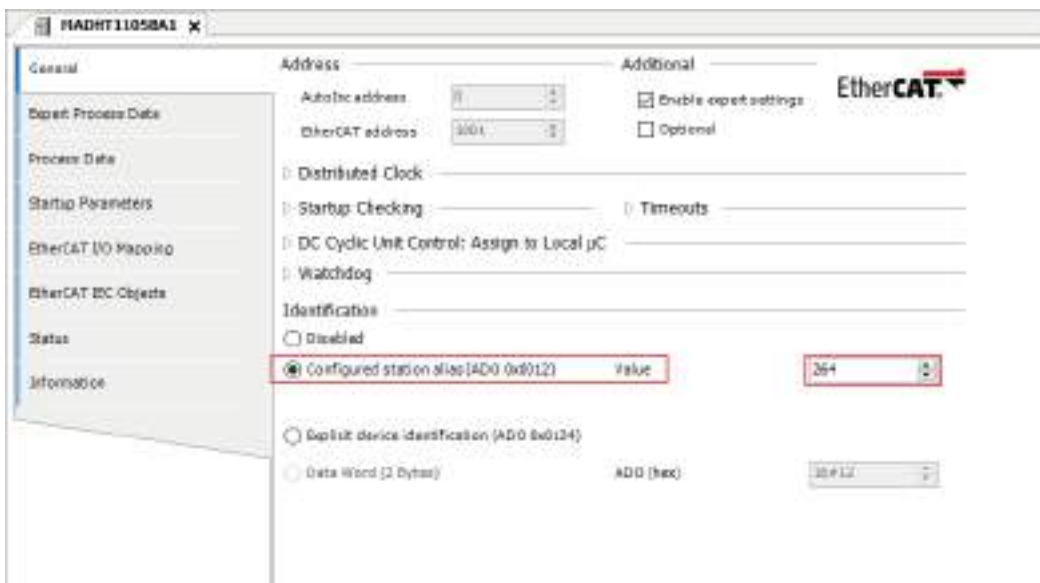 MADHT1105BA1
General
Expert Process Data
Process Data
Startup Parameters
EtherCAT I/O Mapping
EtherCAT IEC Objects
Status
Information
Address
AutoInc address
EtherCAT address 1001
Additional
Enable expert settings
Optional
EtherCAT.
Distributed Clock
Startup Checking
Timeouts
DC Cyclic Unit Control: Assign to Local µC
Watchdog
Identification
Disabled
Configured station alias (ADO 0x0012) Value 264
Explicit device identification (ADO 0x0134)
Data Word (2 Bytes) ADO (hex) 16#12